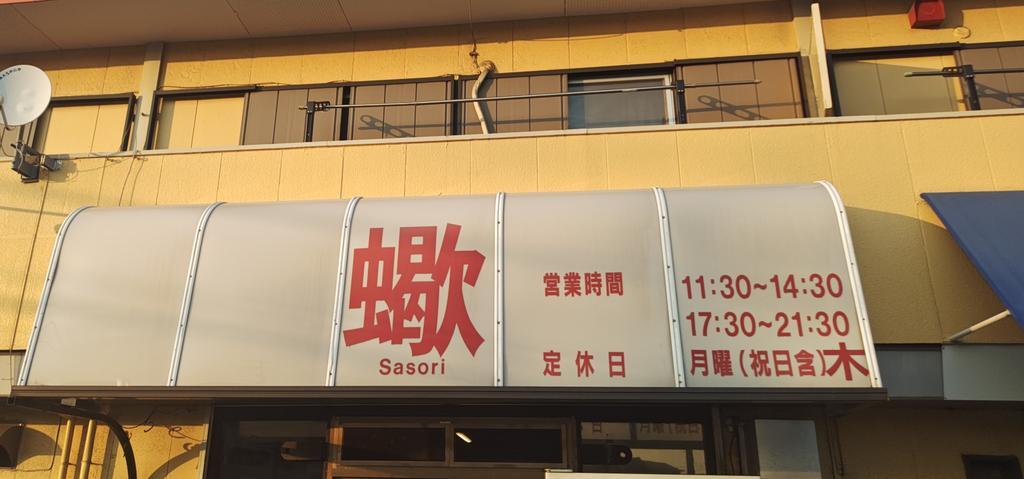 蠍
Sasori
営業時間 11:30~14:30
17:30~21:30
定休日 月曜(祝日含)木